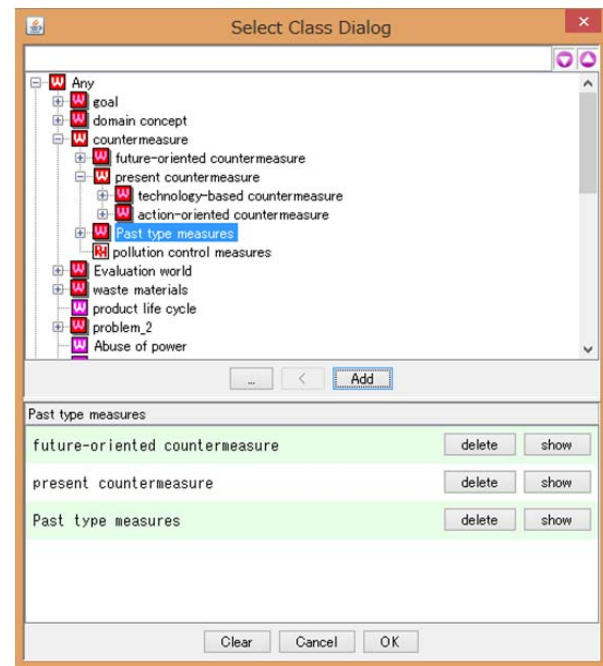 Select Class Dialog
Any
goal
domain concept
countermeasure
future-oriented countermeasure
present countermeasure
technology-based countermeasure
action-oriented countermeasure
Past type measures
pollution control measures
Evaluation world
waste materials
product life cycle
problem_2
Abuse of power
... < Add
Past type measures
future-oriented countermeasure delete show
present countermeasure delete show
Past type measures delete show
Clear Cancel OK